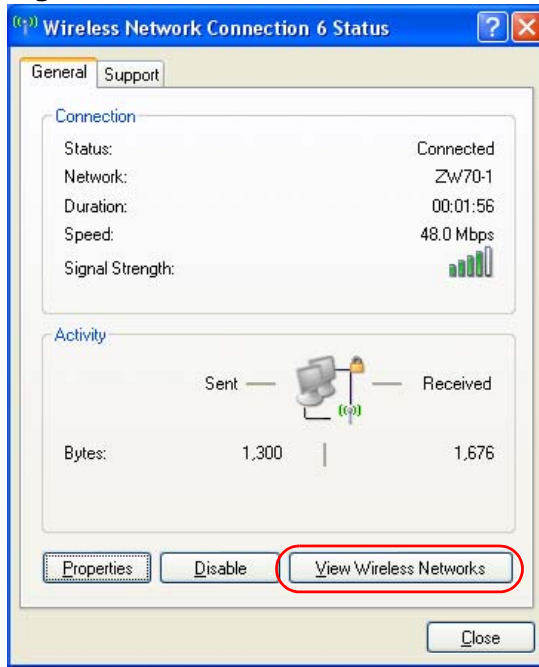 Wireless Network Connection 6 Status
General Support
Connection
Status: Connected
Network: ZW70-1
Duration: 00:01:56
Speed: 48.0 Mbps
Signal Strength:
Activity
Sent — — Received
Bytes: 1,300 1,676
Properties Disable View Wireless Networks
Close